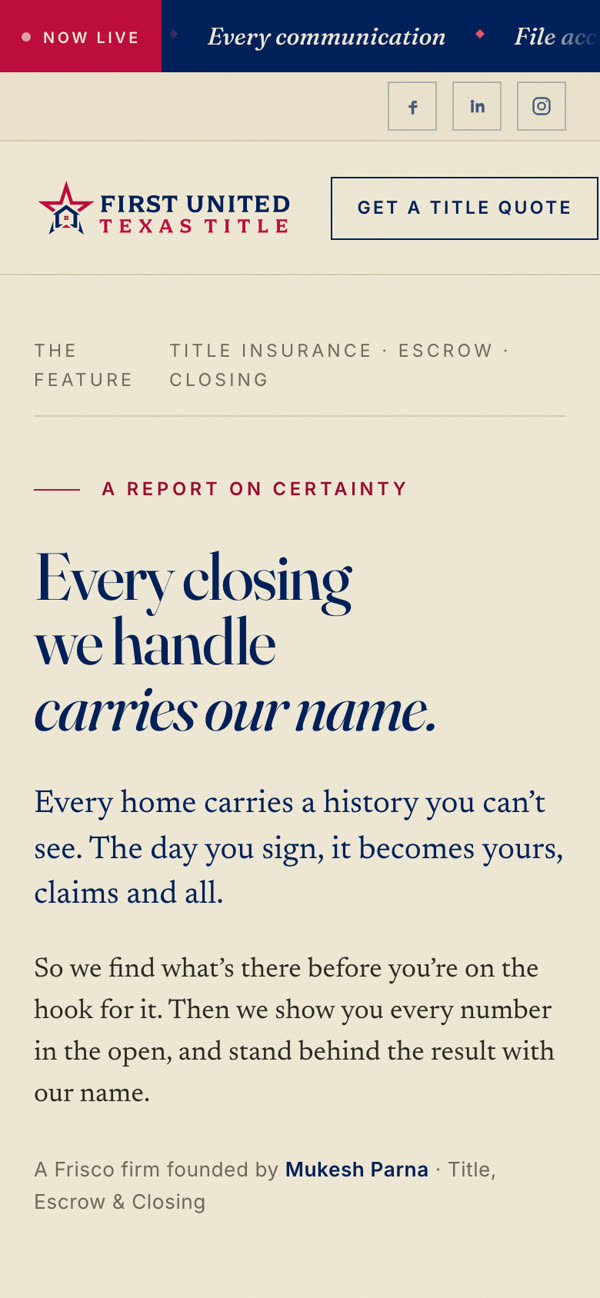 NOW LIVE
Every communication
File acc
f
in
FIRST UNITED
TEXAS TITLE
GET A TITLE QUOTE
THE
FEATURE
TITLE INSURANCE · ESCROW ·
CLOSING
A REPORT ON CERTAINTY
Every closing
we handle
carries our name.
Every home carries a history you can’t
see. The day you sign, it becomes yours,
claims and all.
So we find what’s there before you’re on the
hook for it. Then we show you every number
in the open, and stand behind the result with
our name.
A Frisco firm founded by Mukesh Parna · Title,
Escrow & Closing